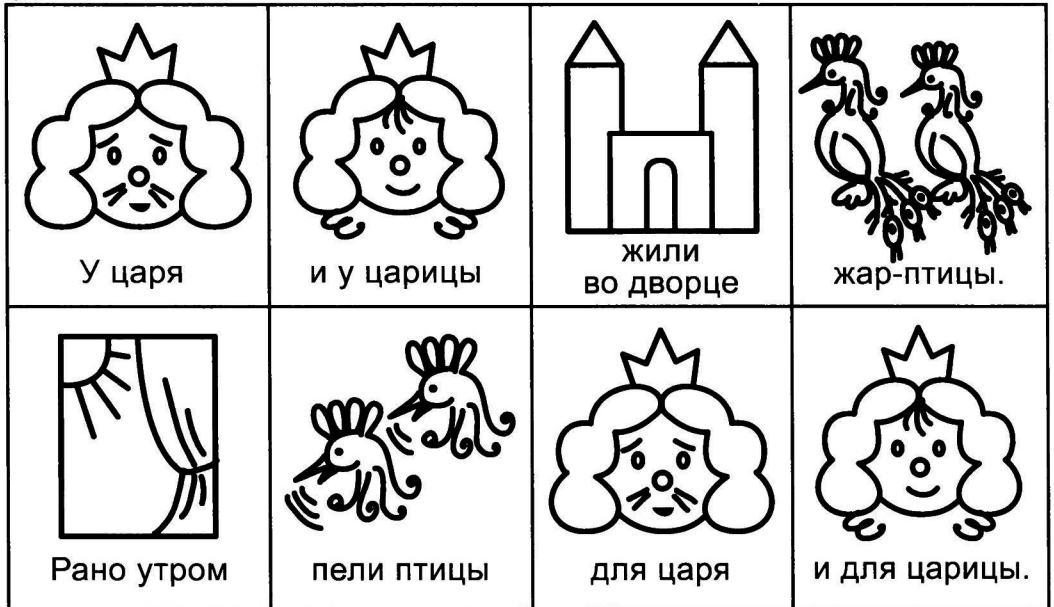 У царя
и у царицы
жили
во дворце
жар-птицы.
Рано утром
пели птицы
для царя
и для царицы.